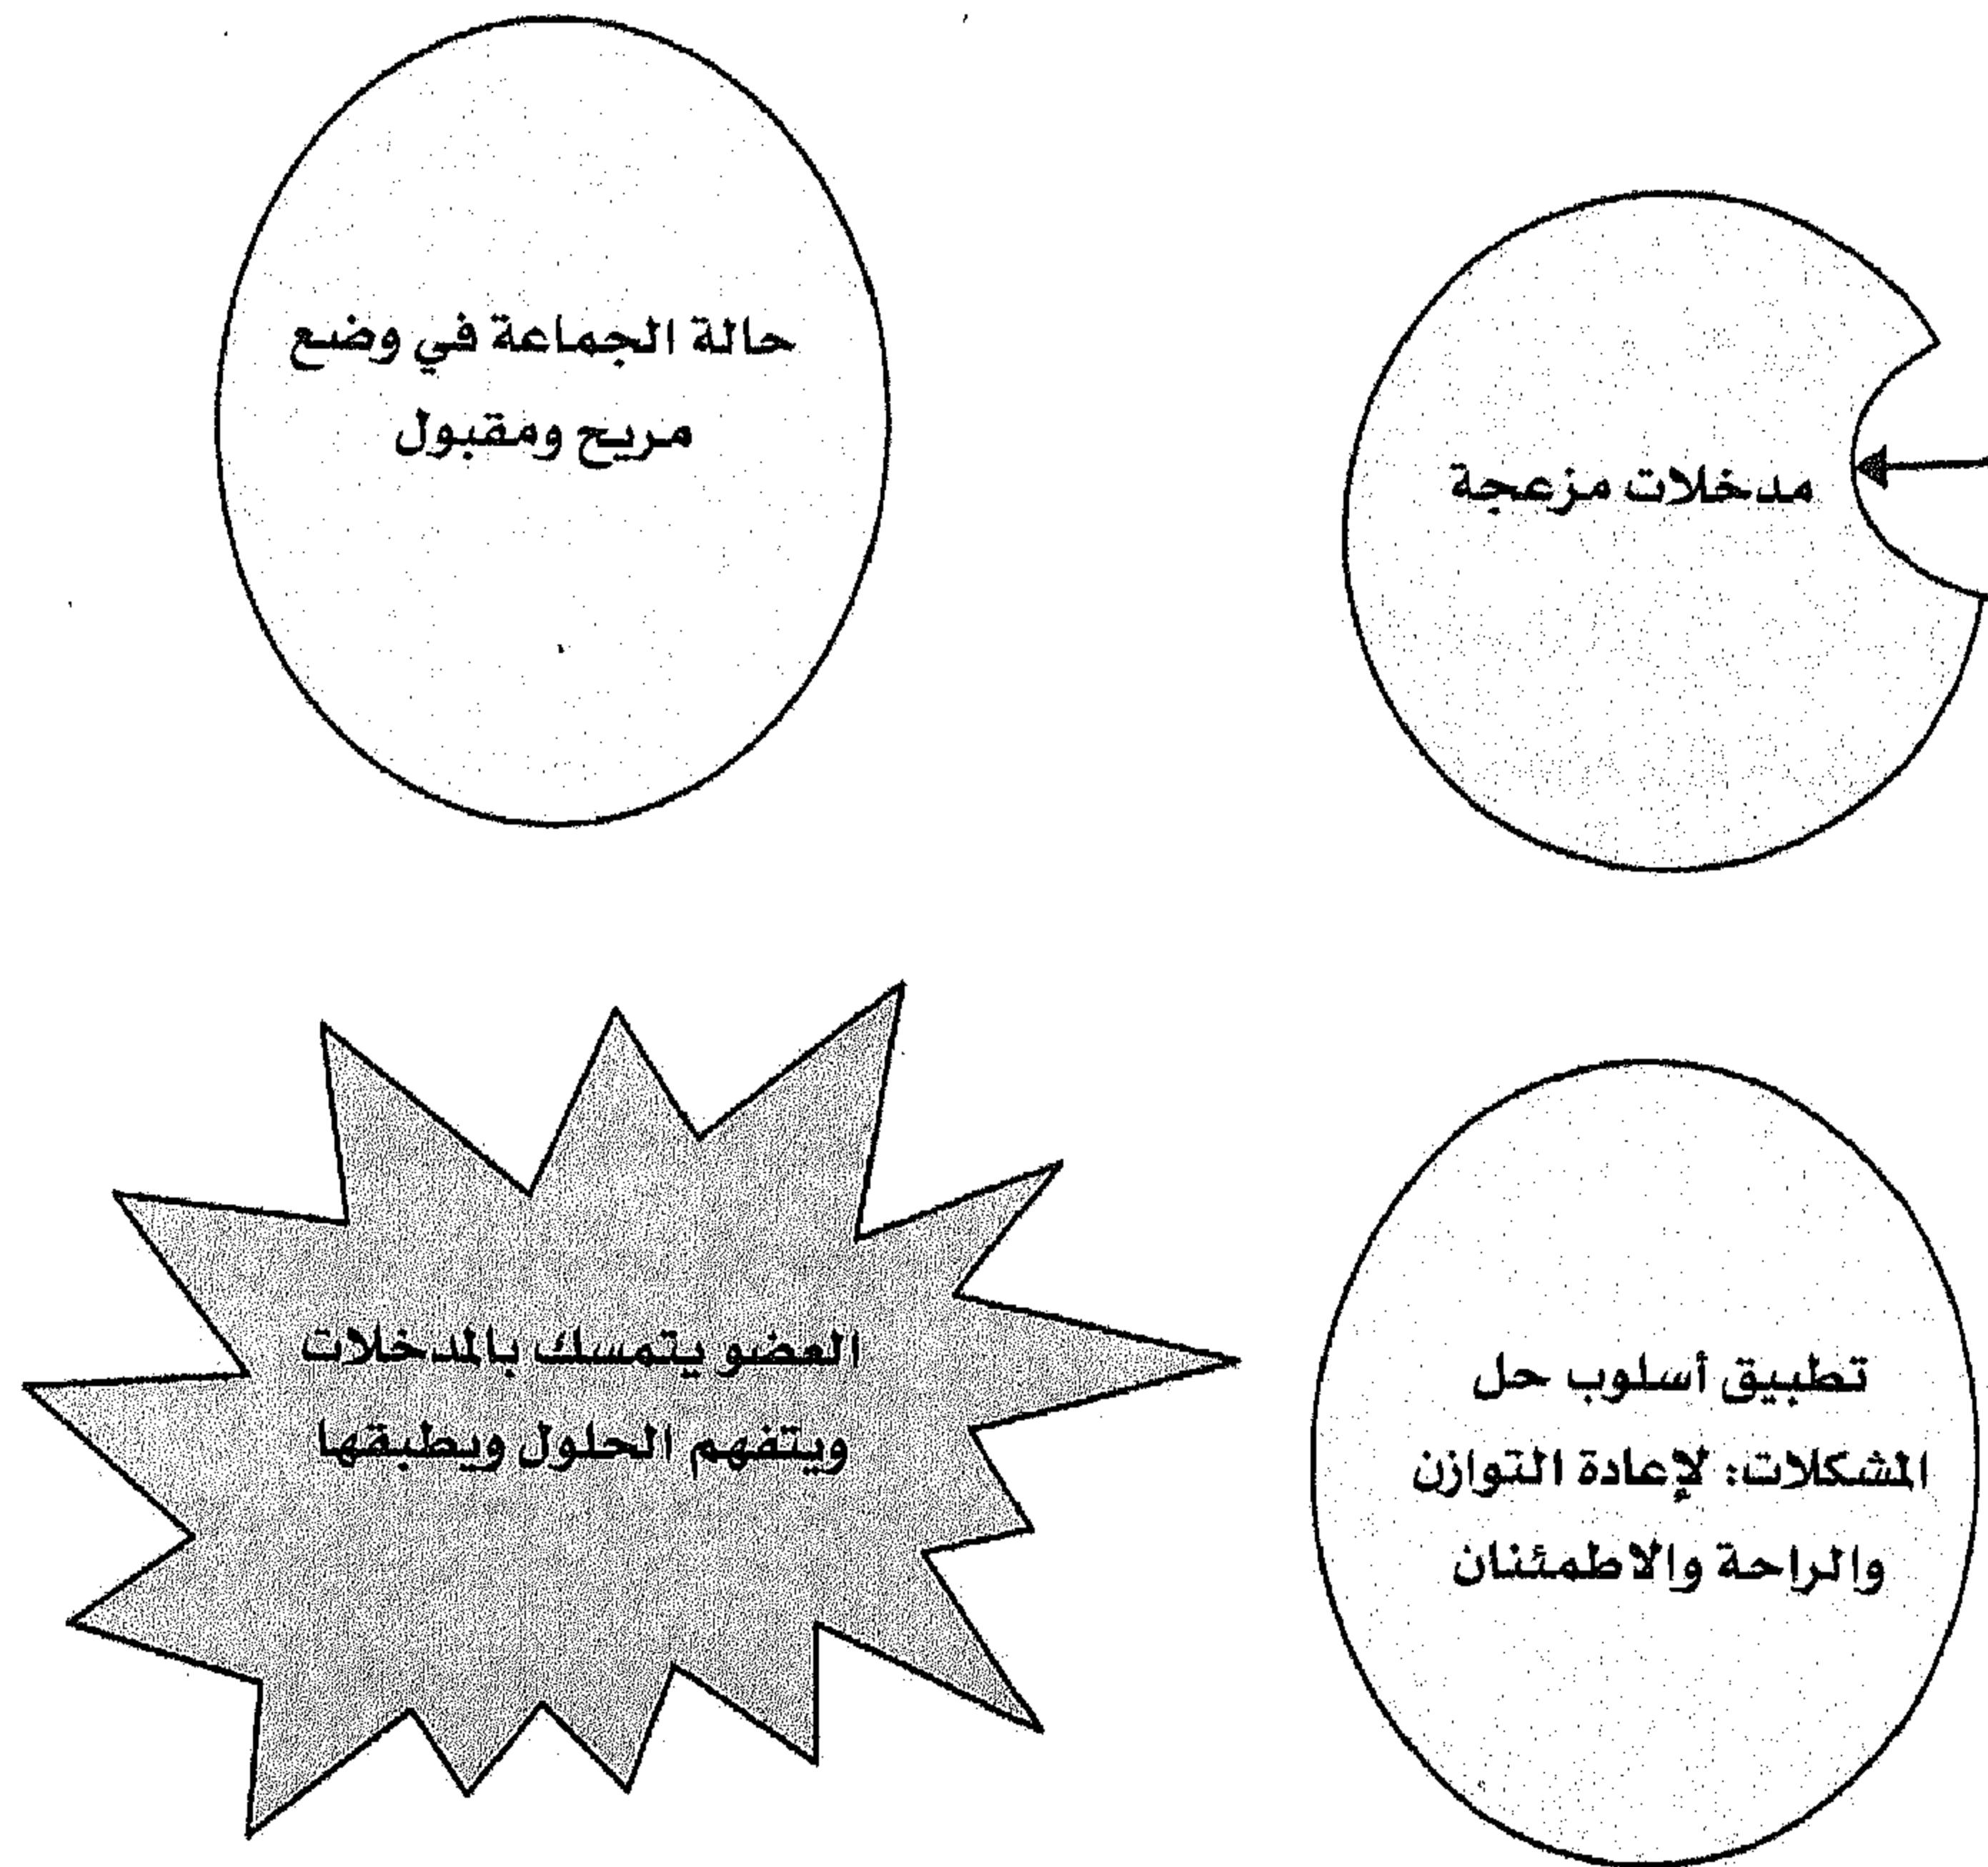 حالة الجماعة في وضع
مريح ومقبول
مدخلات مزعجة
العضو يتمسك بالمدخلات
ويتفهم الحلول ويطبقها
تطبيق أسلوب حل
المشكلات: لإعادة التوازن
والراحة والاطمئنان